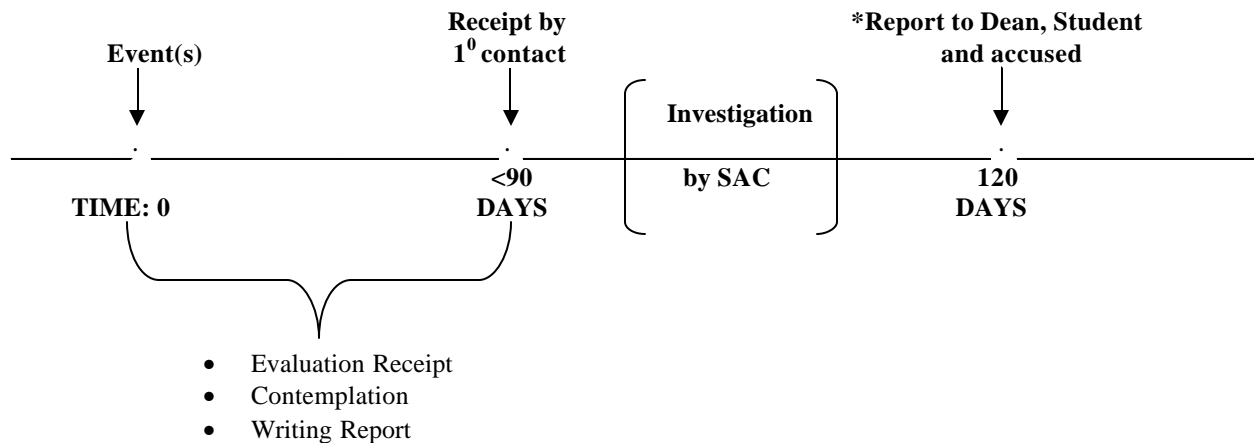 Event(s)
Receipt by
1⁰ contact
*Report to Dean, Student
and accused
Investigation
by SAC
TIME: 0
<90
DAYS
120
DAYS
• Evaluation Receipt
• Contemplation
• Writing Report